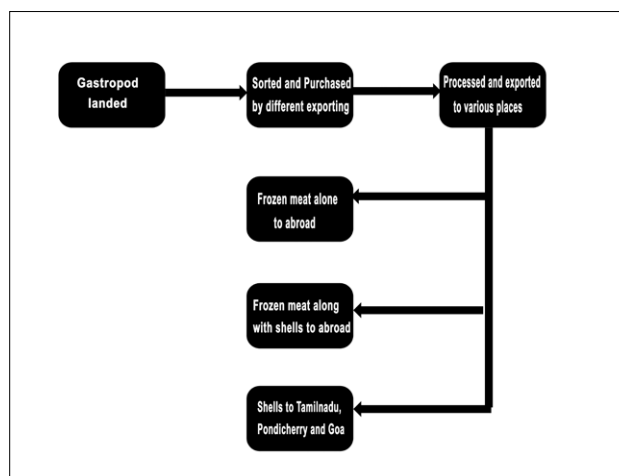 Gastropod
landed
Sorted and Purchased
by different exporting
Processed and exported
to various places
Frozen meat alone
to abroad
Frozen meat along
with shells to abroad
Shells to Tamilnadu,
Pondicherry and Goa